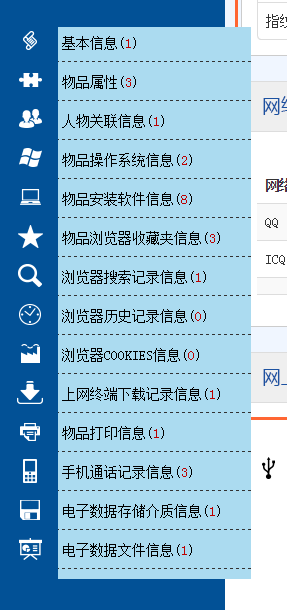 指纹
基本信息(1)
物品属性(3)
人物关联信息(1)
物品操作系统信息(2)
物品安装软件信息(8)
物品浏览器收藏夹信息(3)
浏览器搜索记录信息(1)
浏览器历史记录信息(0)
浏览器COOKIES信息(0)
上网终端下载记录信息(1)
物品打印信息(1)
手机通话记录信息(3)
电子数据存储介质信息(1)
电子数据文件信息(1)
网络
网络
QQ
ICQ
网上